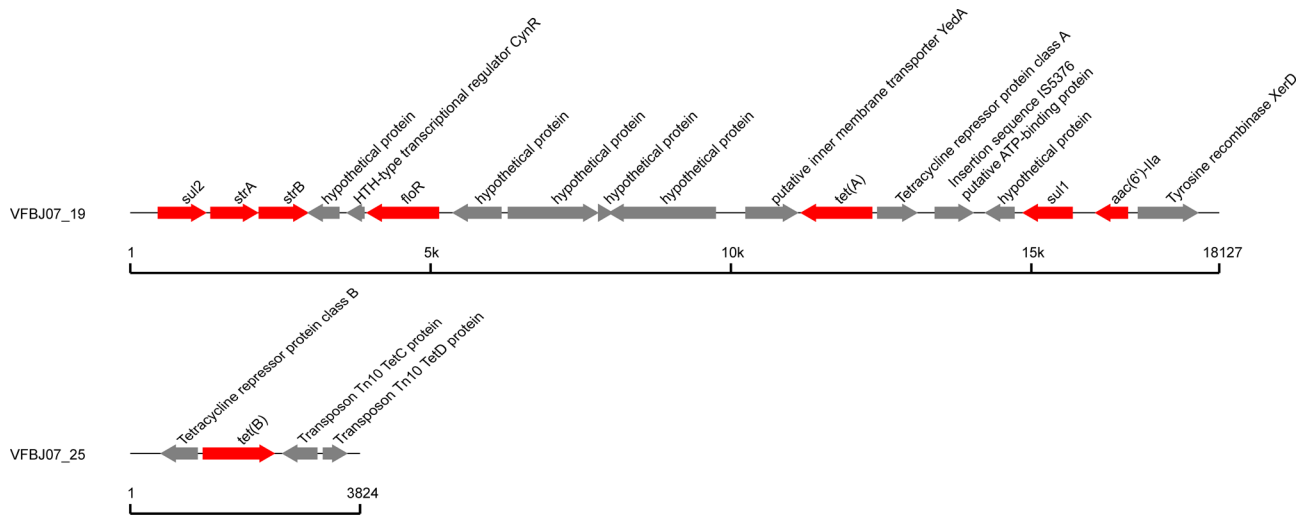 sul2
strA
strB
hypothetical protein
HTH-type transcriptional regulator CynR
floR
hypothetical protein
hypothetical protein
hypothetical protein
hypothetical protein
putative inner membrane transporter YedA
tet(A)
Tetracycline repressor protein class A
Insertion sequence IS5376
putative ATP-binding protein
hypothetical protein
sul1
aac(6')-IIa
Tyrosine recombinase XerD
VFBJ07_19
1
5k
10k
15k
18127
Tetracycline repressor protein class B
tet(B)
Transposon Tn10 TetC protein
Transposon Tn10 TetD protein
VFBJ07_25
1
3824